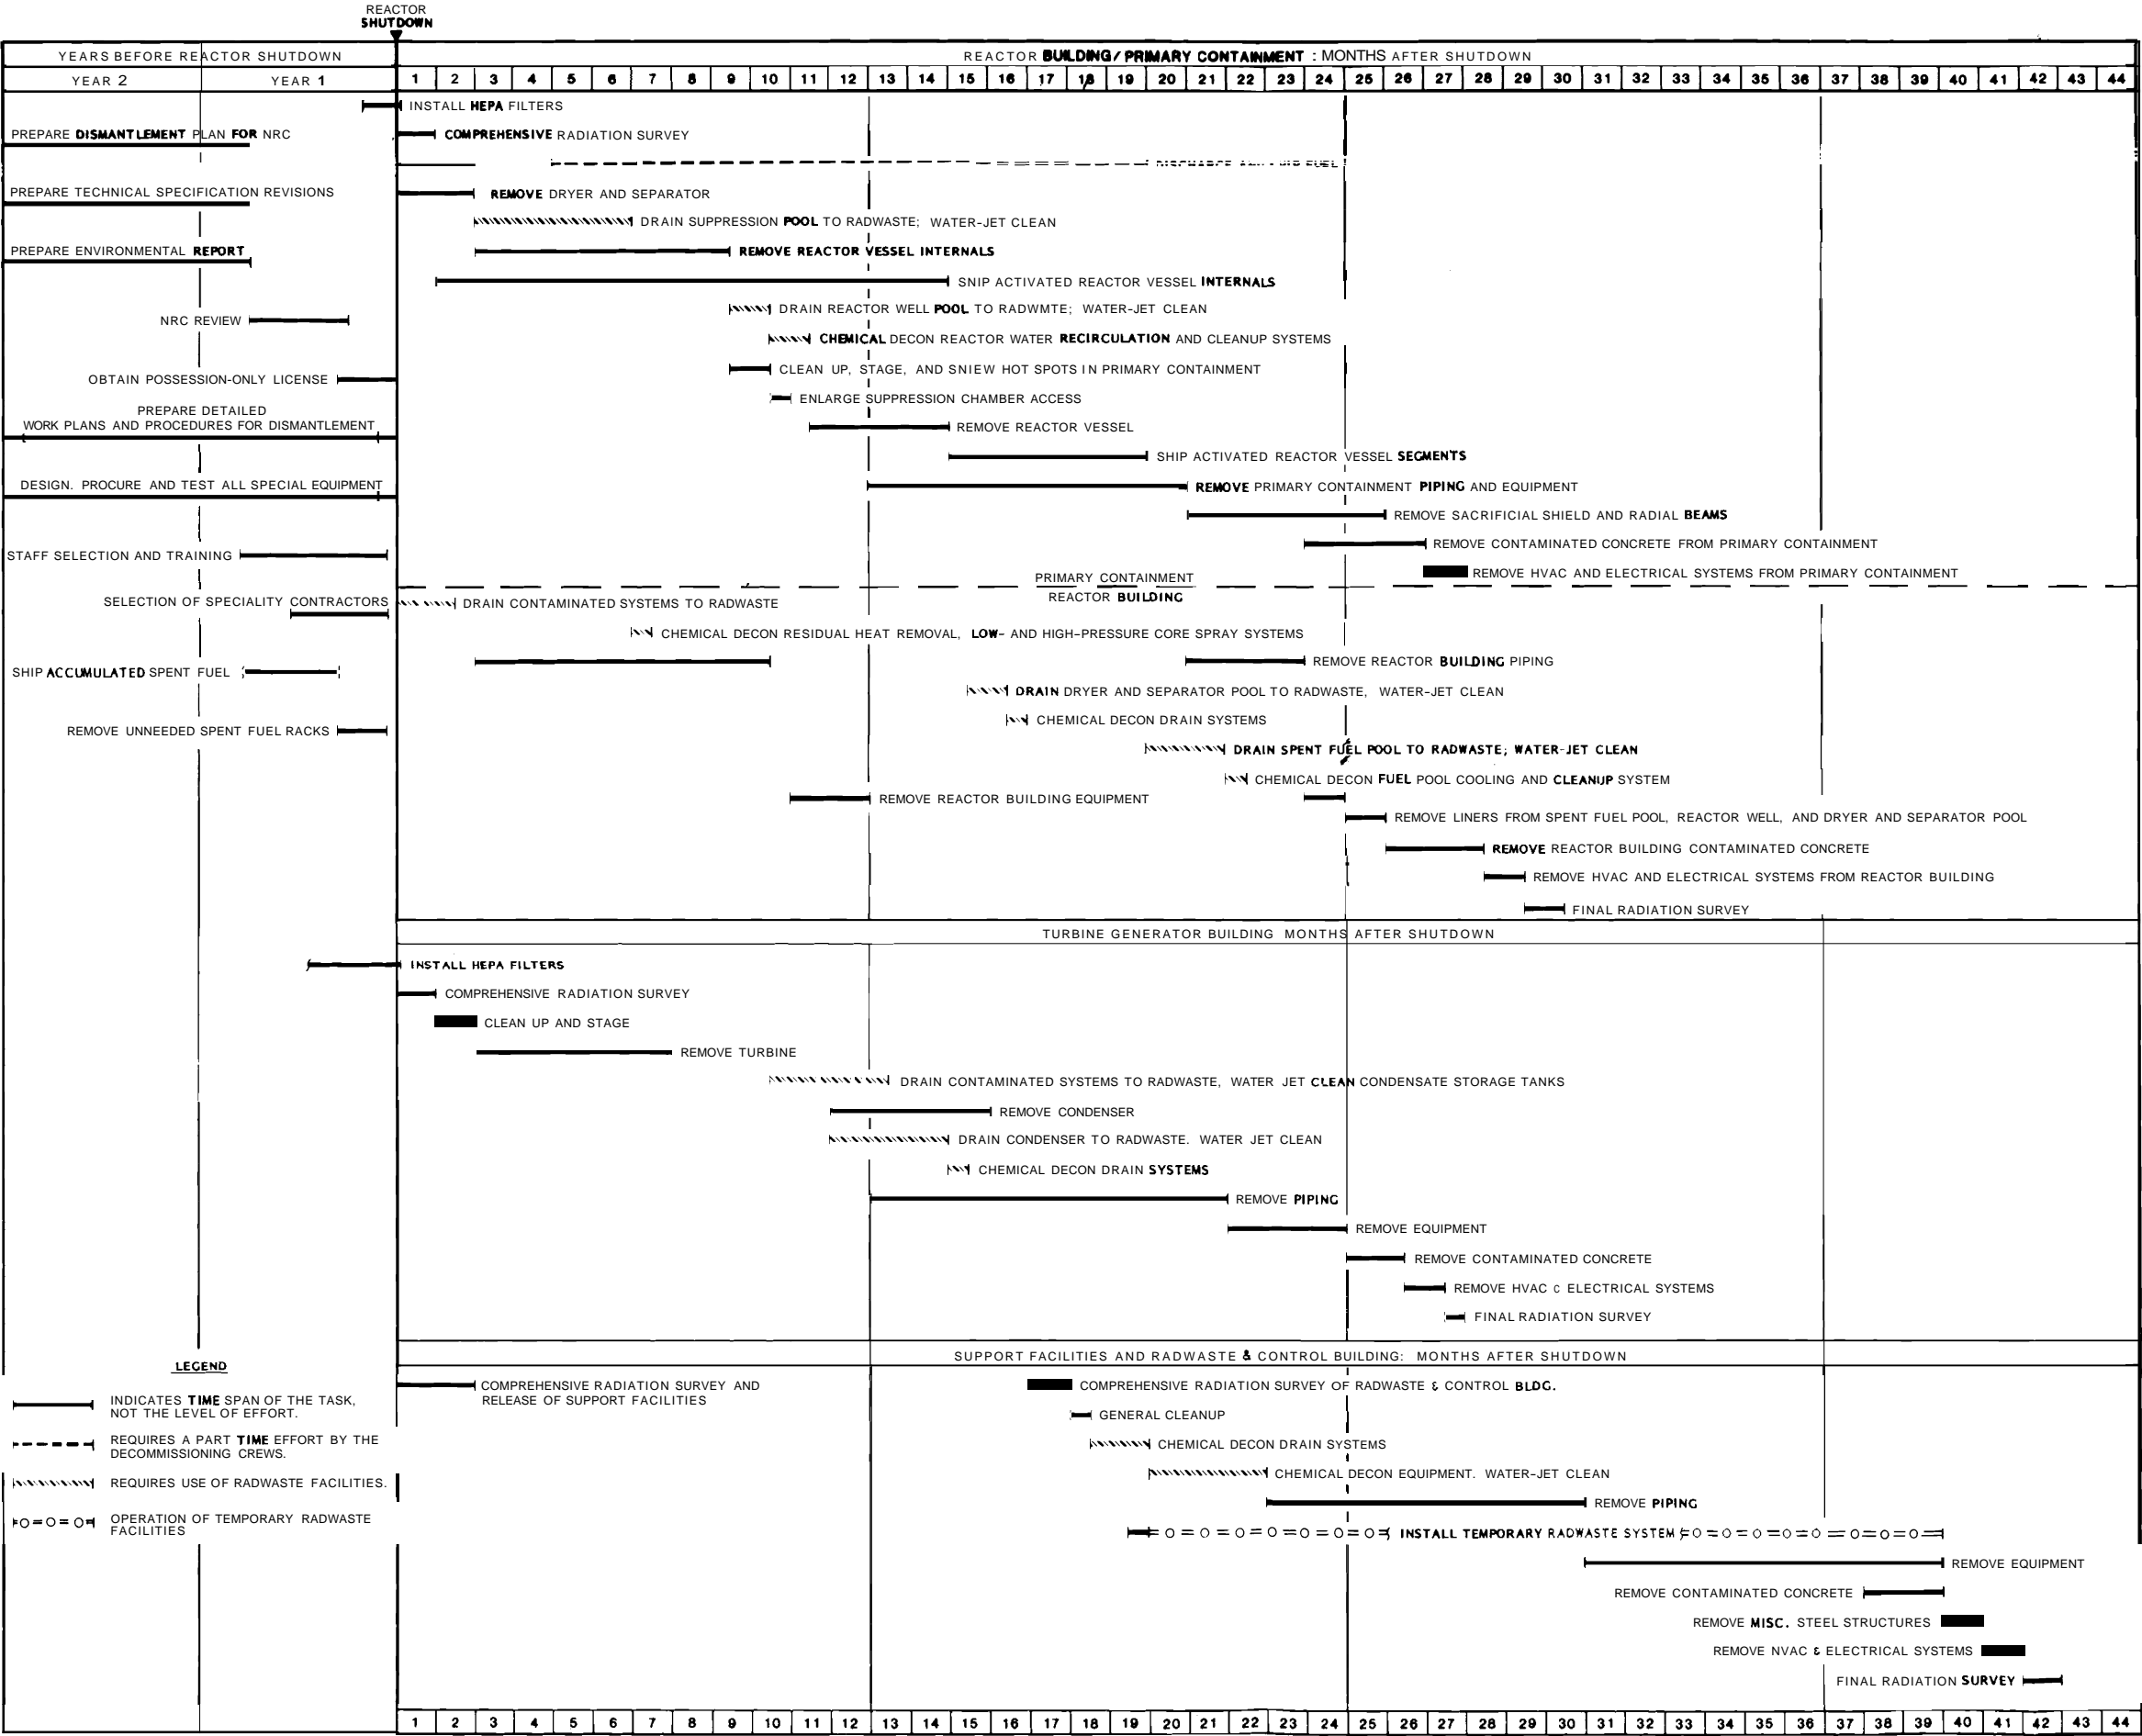 REACTOR
SHUTDOWN
YEARS BEFORE REACTOR SHUTDOWN
REACTOR BUILDING/PRIMARY CONTAINMENT : MONTHS AFTER SHUTDOWN
YEAR 2 YEAR 1
1 2 3 4 5 6 7 8 9 10 11 12 13 14 15 16 17 18 19 20 21 22 23 24 25 26 27 28 29 30 31 32 33 34 35 36 37 38 39 40 41 42 43 44
INSTALL HEPA FILTERS
PREPARE DISMANTLEMENT PLAN FOR NRC
COMPREHENSIVE RADIATION SURVEY
DISCHARGE AND SHIP FUEL
PREPARE TECHNICAL SPECIFICATION REVISIONS
REMOVE DRYER AND SEPARATOR
DRAIN SUPPRESSION POOL TO RADWASTE; WATER-JET CLEAN
PREPARE ENVIRONMENTAL REPORT
REMOVE REACTOR VESSEL INTERNALS
SNIP ACTIVATED REACTOR VESSEL INTERNALS
DRAIN REACTOR WELL POOL TO RADWMTE; WATER-JET CLEAN
NRC REVIEW
CHEMICAL DECON REACTOR WATER RECIRCULATION AND CLEANUP SYSTEMS
CLEAN UP, STAGE, AND SNIEW HOT SPOTS IN PRIMARY CONTAINMENT
OBTAIN POSSESSION-ONLY LICENSE
ENLARGE SUPPRESSION CHAMBER ACCESS
PREPARE DETAILED
WORK PLANS AND PROCEDURES FOR DISMANTLEMENT
REMOVE REACTOR VESSEL
SHIP ACTIVATED REACTOR VESSEL SEGMENTS
DESIGN. PROCURE AND TEST ALL SPECIAL EQUIPMENT
REMOVE PRIMARY CONTAINMENT PIPING AND EQUIPMENT
REMOVE SACRIFICIAL SHIELD AND RADIAL BEAMS
STAFF SELECTION AND TRAINING
REMOVE CONTAMINATED CONCRETE FROM PRIMARY CONTAINMENT
REMOVE HVAC AND ELECTRICAL SYSTEMS FROM PRIMARY CONTAINMENT
PRIMARY CONTAINMENT
REACTOR BUILDING
SELECTION OF SPECIALITY CONTRACTORS
DRAIN CONTAMINATED SYSTEMS TO RADWASTE
CHEMICAL DECON RESIDUAL HEAT REMOVAL, LOW- AND HIGH-PRESSURE CORE SPRAY SYSTEMS
REMOVE REACTOR BUILDING PIPING
SHIP ACCUMULATED SPENT FUEL
DRAIN DRYER AND SEPARATOR POOL TO RADWASTE, WATER-JET CLEAN
CHEMICAL DECON DRAIN SYSTEMS
REMOVE UNNEEDED SPENT FUEL RACKS
DRAIN SPENT FUEL POOL TO RADWASTE; WATER-JET CLEAN
CHEMICAL DECON FUEL POOL COOLING AND CLEANUP SYSTEM
REMOVE REACTOR BUILDING EQUIPMENT
REMOVE LINERS FROM SPENT FUEL POOL, REACTOR WELL, AND DRYER AND SEPARATOR POOL
REMOVE REACTOR BUILDING CONTAMINATED CONCRETE
REMOVE HVAC AND ELECTRICAL SYSTEMS FROM REACTOR BUILDING
FINAL RADIATION SURVEY
TURBINE GENERATOR BUILDING MONTHS AFTER SHUTDOWN
INSTALL HEPA FILTERS
COMPREHENSIVE RADIATION SURVEY
CLEAN UP AND STAGE
REMOVE TURBINE
DRAIN CONTAMINATED SYSTEMS TO RADWASTE, WATER JET CLEAN CONDENSATE STORAGE TANKS
REMOVE CONDENSER
DRAIN CONDENSER TO RADWASTE. WATER JET CLEAN
CHEMICAL DECON DRAIN SYSTEMS
REMOVE PIPING
REMOVE EQUIPMENT
REMOVE CONTAMINATED CONCRETE
REMOVE HVAC c ELECTRICAL SYSTEMS
FINAL RADIATION SURVEY
SUPPORT FACILITIES AND RADWASTE & CONTROL BUILDING: MONTHS AFTER SHUTDOWN
LEGEND
INDICATES TIME SPAN OF THE TASK,
NOT THE LEVEL OF EFFORT.
REQUIRES A PART TIME EFFORT BY THE
DECOMMISSIONING CREWS.
REQUIRES USE OF RADWASTE FACILITIES.
OPERATION OF TEMPORARY RADWASTE
FACILITIES
COMPREHENSIVE RADIATION SURVEY AND
RELEASE OF SUPPORT FACILITIES
COMPREHENSIVE RADIATION SURVEY OF RADWASTE & CONTROL BLDG.
GENERAL CLEANUP
CHEMICAL DECON DRAIN SYSTEMS
CHEMICAL DECON EQUIPMENT. WATER-JET CLEAN
REMOVE PIPING
INSTALL TEMPORARY RADWASTE SYSTEM
REMOVE EQUIPMENT
REMOVE CONTAMINATED CONCRETE
REMOVE MISC. STEEL STRUCTURES
REMOVE NVAC & ELECTRICAL SYSTEMS
FINAL RADIATION SURVEY
1 2 3 4 5 6 7 8 9 10 11 12 13 14 15 16 17 18 19 20 21 22 23 24 25 26 27 28 29 30 31 32 33 34 35 36 37 38 39 40 41 42 43 44